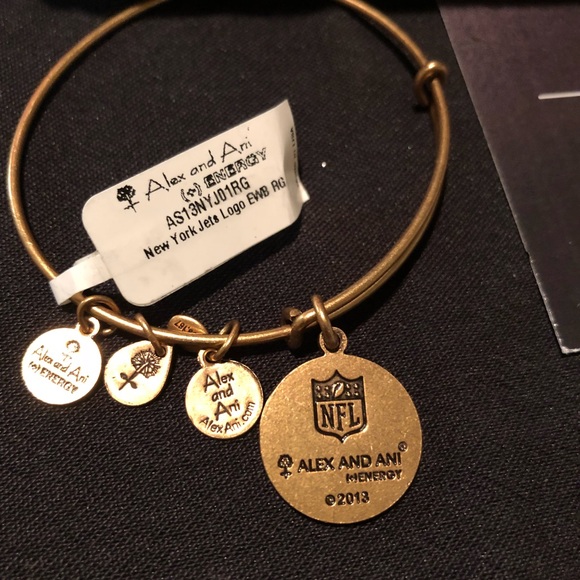 Alex and Ani
(+) ENERGY
AS13NYJ01RG
New York Jets Logo EWB RG
Alex and Ani
(+) ENERGY
Alex
and
Ani
AlexAni.com
NFL
ALEX AND ANI®
(+) ENERGY
©2013